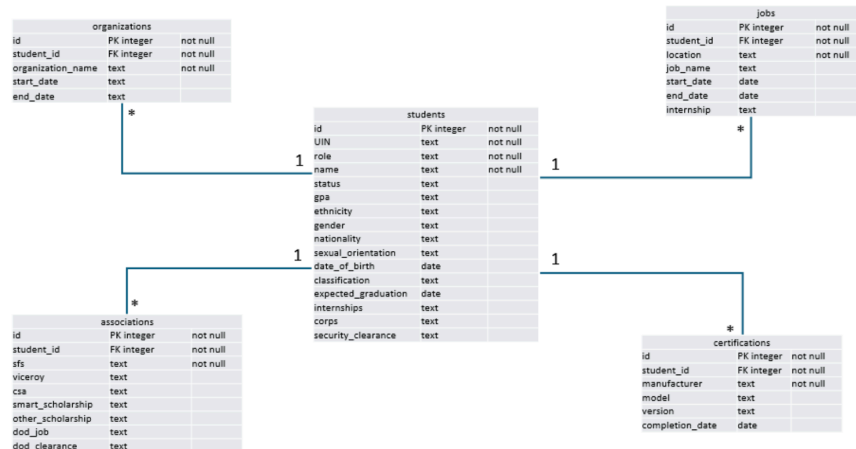 organizations
id PK integer not null
student_id FK integer not null
organization_name text not null
start_date text
end_date text
*
1
jobs
id PK integer not null
student_id FK integer not null
location text not null
job_name text
start_date date
end_date date
internship text
*
1
students
id PK integer not null
UIN text not null
role text not null
name text not null
status text
gpa text
ethnicity text
gender text
nationality text
sexual_orientation text
date_of_birth date
classification text
expected_graduation date
internships text
corps text
security_clearance text
1
*
associations
id PK integer not null
student_id FK integer not null
sfs text not null
viceroy text
csa text
smart_scholarship text
other_scholarship text
dod_job text
dod_clearance text
1
*
certifications
id PK integer not null
student_id FK integer not null
manufacturer text not null
model text
version text
completion_date date